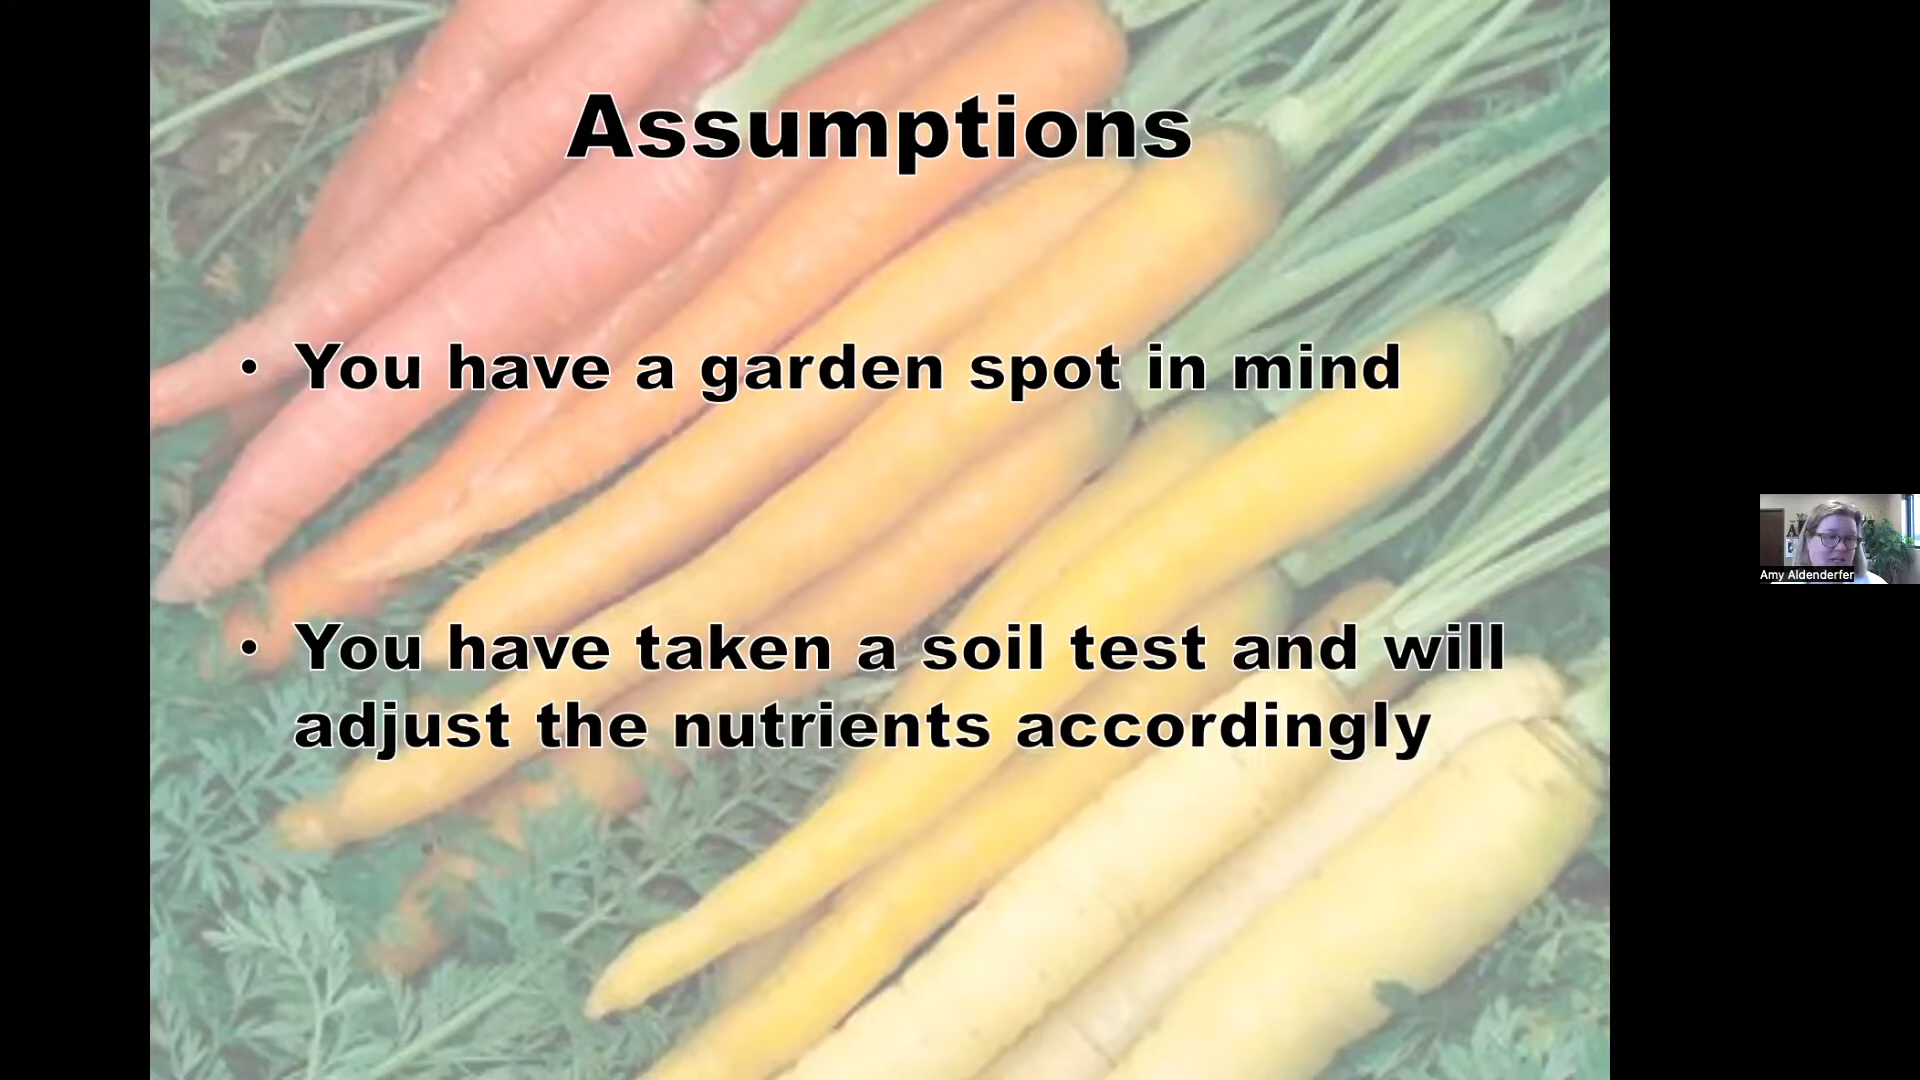 Assumptions
• You have a garden spot in mind
• You have taken a soil test and will
adjust the nutrients accordingly
Amy Aldenderfer